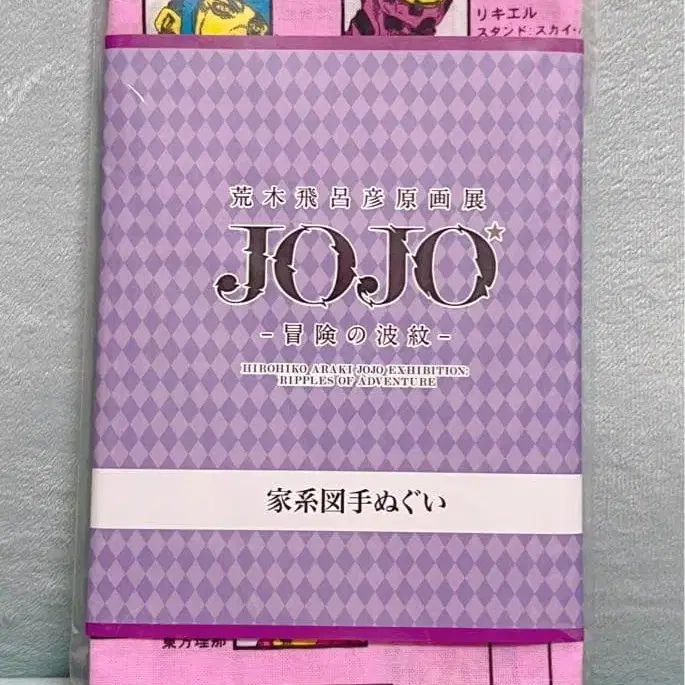 リキエル
スタンド:スカイ・
荒木飛呂彦原画展
JOJO
-冒険の波紋-
HIROHIKO ARAKI JOJO EXHIBITION:
RIPPLES OF ADVENTURE
家系図手ぬぐい
東方理那